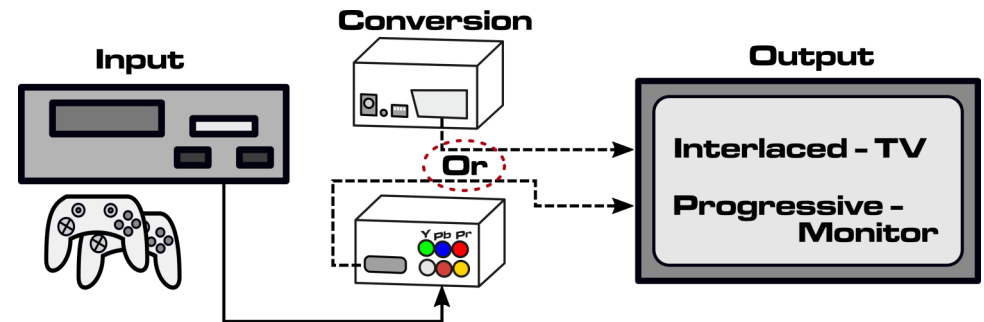 Conversion
Input
Output
Interlaced - TV
Or
Progressive -
Monitor
Y Pb Pr